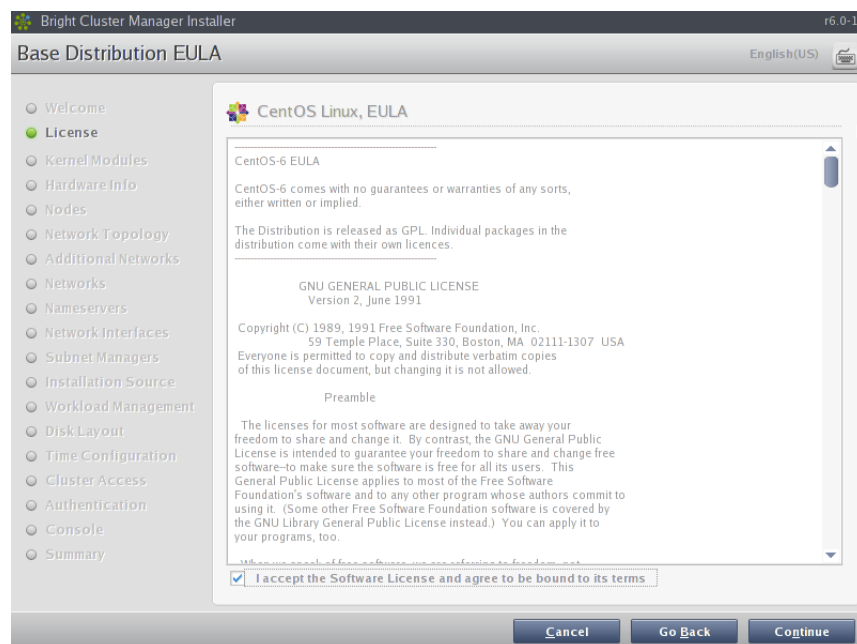 Bright Cluster Manager Installer
r6.0-1
Base Distribution EULA
English(US)
Welcome
License
Kernel Modules
Hardware Info
Nodes
Network Topology
Additional Networks
Networks
Nameservers
Network Interfaces
Subnet Managers
Installation Source
Workload Management
Disk Layout
Time Configuration
Cluster Access
Authentication
Console
Summary
CentOS Linux, EULA
CentOS-6 EULA
CentOS-6 comes with no guarantees or warranties of any sorts,
either written or implied.
The Distribution is released as GPL. Individual packages in the
distribution come with their own licences.
GNU GENERAL PUBLIC LICENSE
Version 2, June 1991
Copyright (C) 1989, 1991 Free Software Foundation, Inc.
59 Temple Place, Suite 330, Boston, MA 02111-1307 USA
Everyone is permitted to copy and distribute verbatim copies
of this license document, but changing it is not allowed.
Preamble
The licenses for most software are designed to take away your
freedom to share and change it. By contrast, the GNU General Public
License is intended to guarantee your freedom to share and change free
software--to make sure the software is free for all its users. This
General Public License applies to most of the Free Software
Foundation's software and to any other program whose authors commit to
using it. (Some other Free Software Foundation software is covered by
the GNU Library General Public License instead.) You can apply it to
your programs, too.
When we speak of free software, we are referring to freedom, not
I accept the Software License and agree to be bound to its terms
Cancel
Go Back
Continue